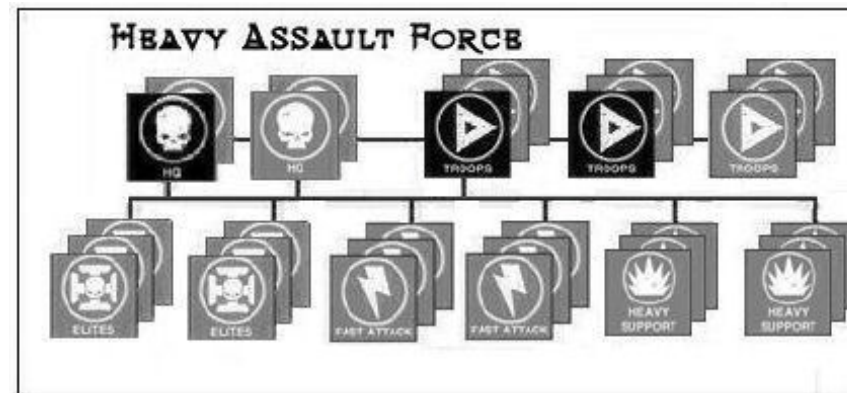 HEAVY ASSAULT FORCE
HQ
HQ
TROOPS
TROOPS
TROOPS
ELITES
ELITES
FAST ATTACK
FAST ATTACK
HEAVY
SUPPORT
HEAVY
SUPPORT